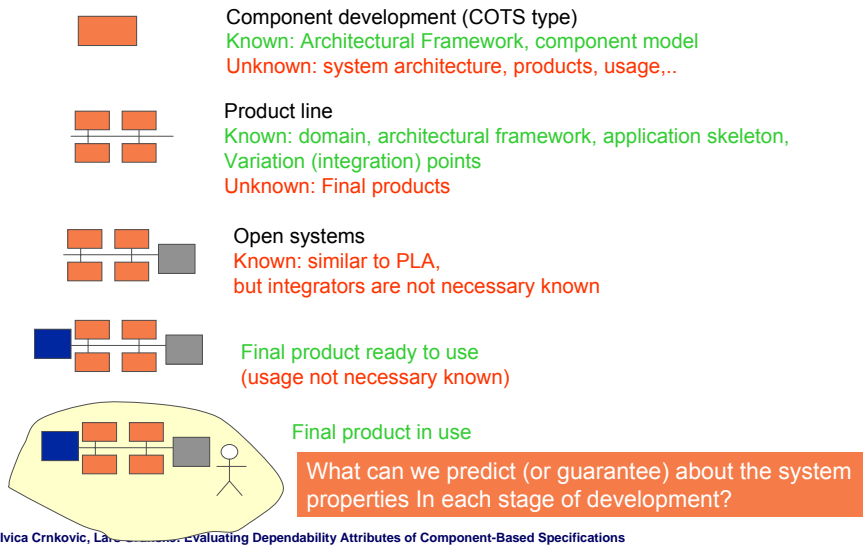 Component development (COTS type)
Known: Architectural Framework, component model
Unknown: system architecture, products, usage,..
Product line
Known: domain, architectural framework, application skeleton,
Variation (integration) points
Unknown: Final products
Open systems
Known: similar to PLA,
but integrators are not necessary known
Final product ready to use
(usage not necessary known)
Final product in use
What can we predict (or guarantee) about the system
properties In each stage of development?
Ivica Crnkovic, Evaluating Dependability Attributes of Component-Based Specifications